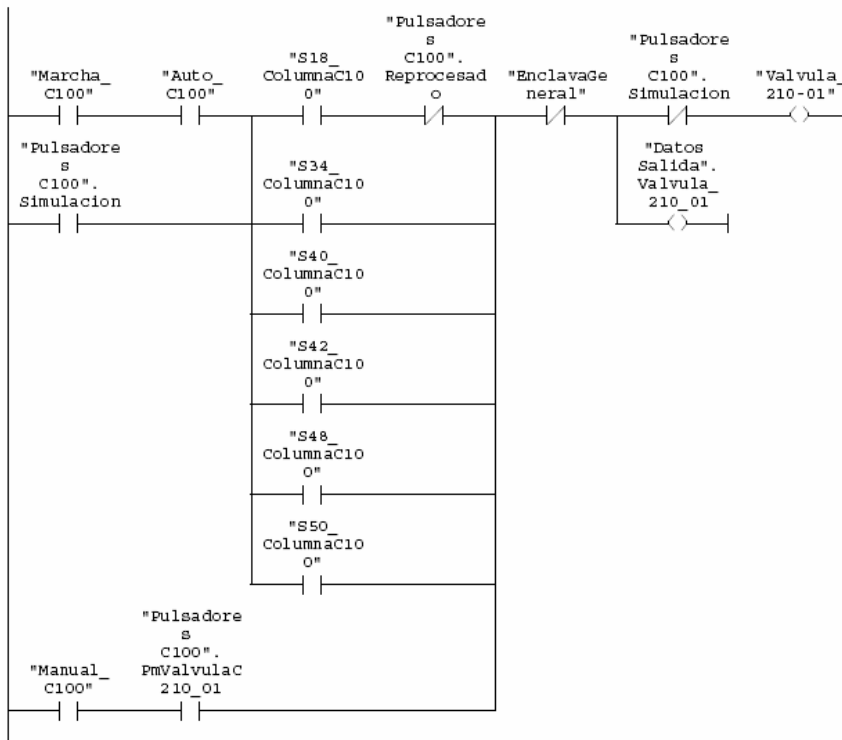 "Pulsadore
s
C100".
Reprocesad
o
"S18_
ColumnaC10
0"
"Pulsadore
s
C100".
Simulacion
"Marcha_
C100"
"Auto_
C100"
"EnclavaGe
neral"
"Valvula_
210-01"
"Pulsadore
s
C100".
Simulacion
"S34_
ColumnaC10
0"
"Datos
Salida".
Valvula_
210_01
"S40_
ColumnaC10
0"
"S42_
ColumnaC10
0"
"S48_
ColumnaC10
0"
"S50_
ColumnaC10
0"
"Manual_
C100"
"Pulsadore
s
C100".
PmValvulaC
210_01